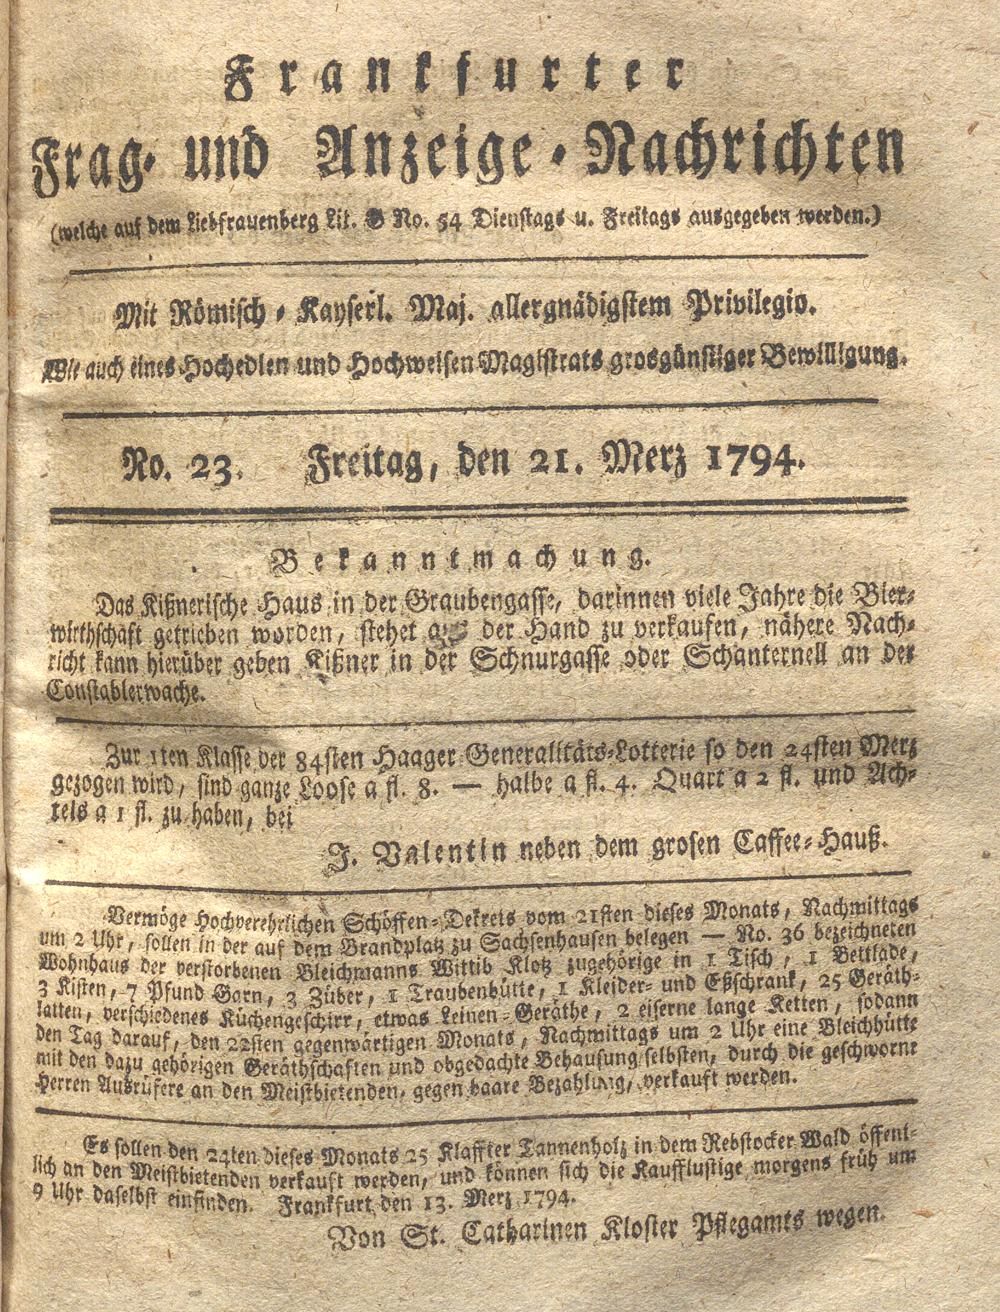 Frankfurter
Frag- und Anzeige-Nachrichten
(welche auf dem Liebfrauenberg Lit. G No. 54 Dienstags u. Freitags ausgegeben werden.)
Mit Römisch-Kayserl. Maj. allergnädigstem Privilegio.
Wie auch eines Hochedlen und Hochweisen Magistrats grosgünstiger Bewilligung.
No. 23. Freitag, den 21. Merz 1794.
Bekanntmachung.
Das Kißnerische Haus in der Graubengasse, darinnen viele Jahre die Bier-
wirthschaft getrieben worden, stehet aus der Hand zu verkaufen, nähere Nach-
richt kann hierüber geben Kißner in der Schnurgasse oder Schanternell an der
Constablerwache.
Zur 1ten Klasse der 84sten Haager Generalitäts-Lotterie so den 24sten Merz
gezogen wird, sind ganze Loose a fl. 8. — halbe a fl. 4. Quart a 2 fl. und Ach-
tels a 1 fl. zu haben, bei
J. Valentin neben dem grosen Caffee-Hauß.
Vermöge Hochverehrlichen Schöffen-Dekrets vom 21sten dieses Monats, Nachmittags
um 2 Uhr, sollen in der auf dem Brandplatz zu Sachsenhausen belegen — No. 36 bezeichneten
Wohnhaus der verstorbenen Bleichmanns Wittib Klotz zugehörige in 1 Tisch, 1 Bettlade,
3 Kisten, 7 Pfund Garn, 3 Züber, 1 Traubenbütte, 1 Kleider- und Eßschrank, 25 Geräth-
latten, verschiedenes Küchengeschirr, etwas Leinen-Geräthe, 2 eiserne lange Ketten, sodann
den Tag darauf, den 22sten gegenwärtigen Monats, Nachmittags um 2 Uhr eine Bleichhütte
mit den dazu gehörigen Geräthschaften und obgedachte Behausung selbsten, durch die geschworne
Herren Ausrüfere an den Meistbietenden, gegen baare Bezahlung, verkauft werden.
Es sollen den 22ten dieses Monats 25 Klaffter Tannenholz in dem Rebstocker Wald öffent-
lich an den Meistbietenden verkauft werden, und können sich die Kaufflustige morgens früh um
9 Uhr daselbst einfinden. Frankfurt den 13. Merz 1794.
Von St. Catharinen Kloster Pflegamts wegen.